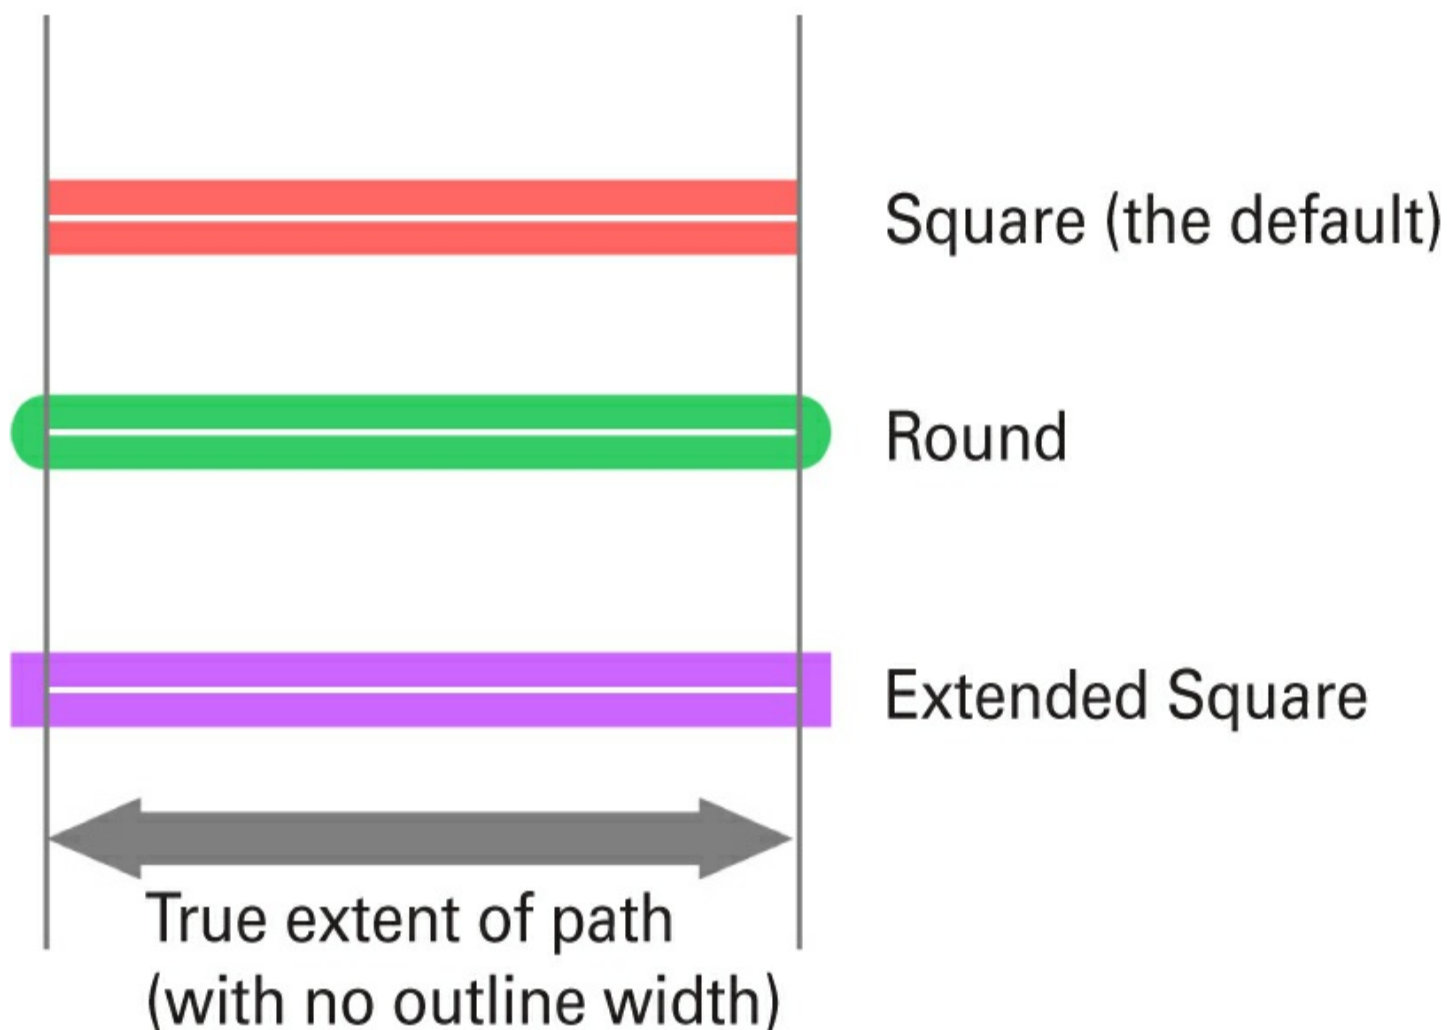 Square (the default)
Round
Extended Square
True extent of path
(with no outline width)